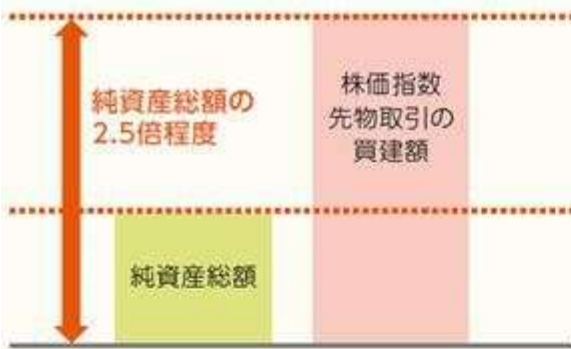 純資産総額の
2.5倍程度
株価指数
先物取引の
買建額
純資産総額